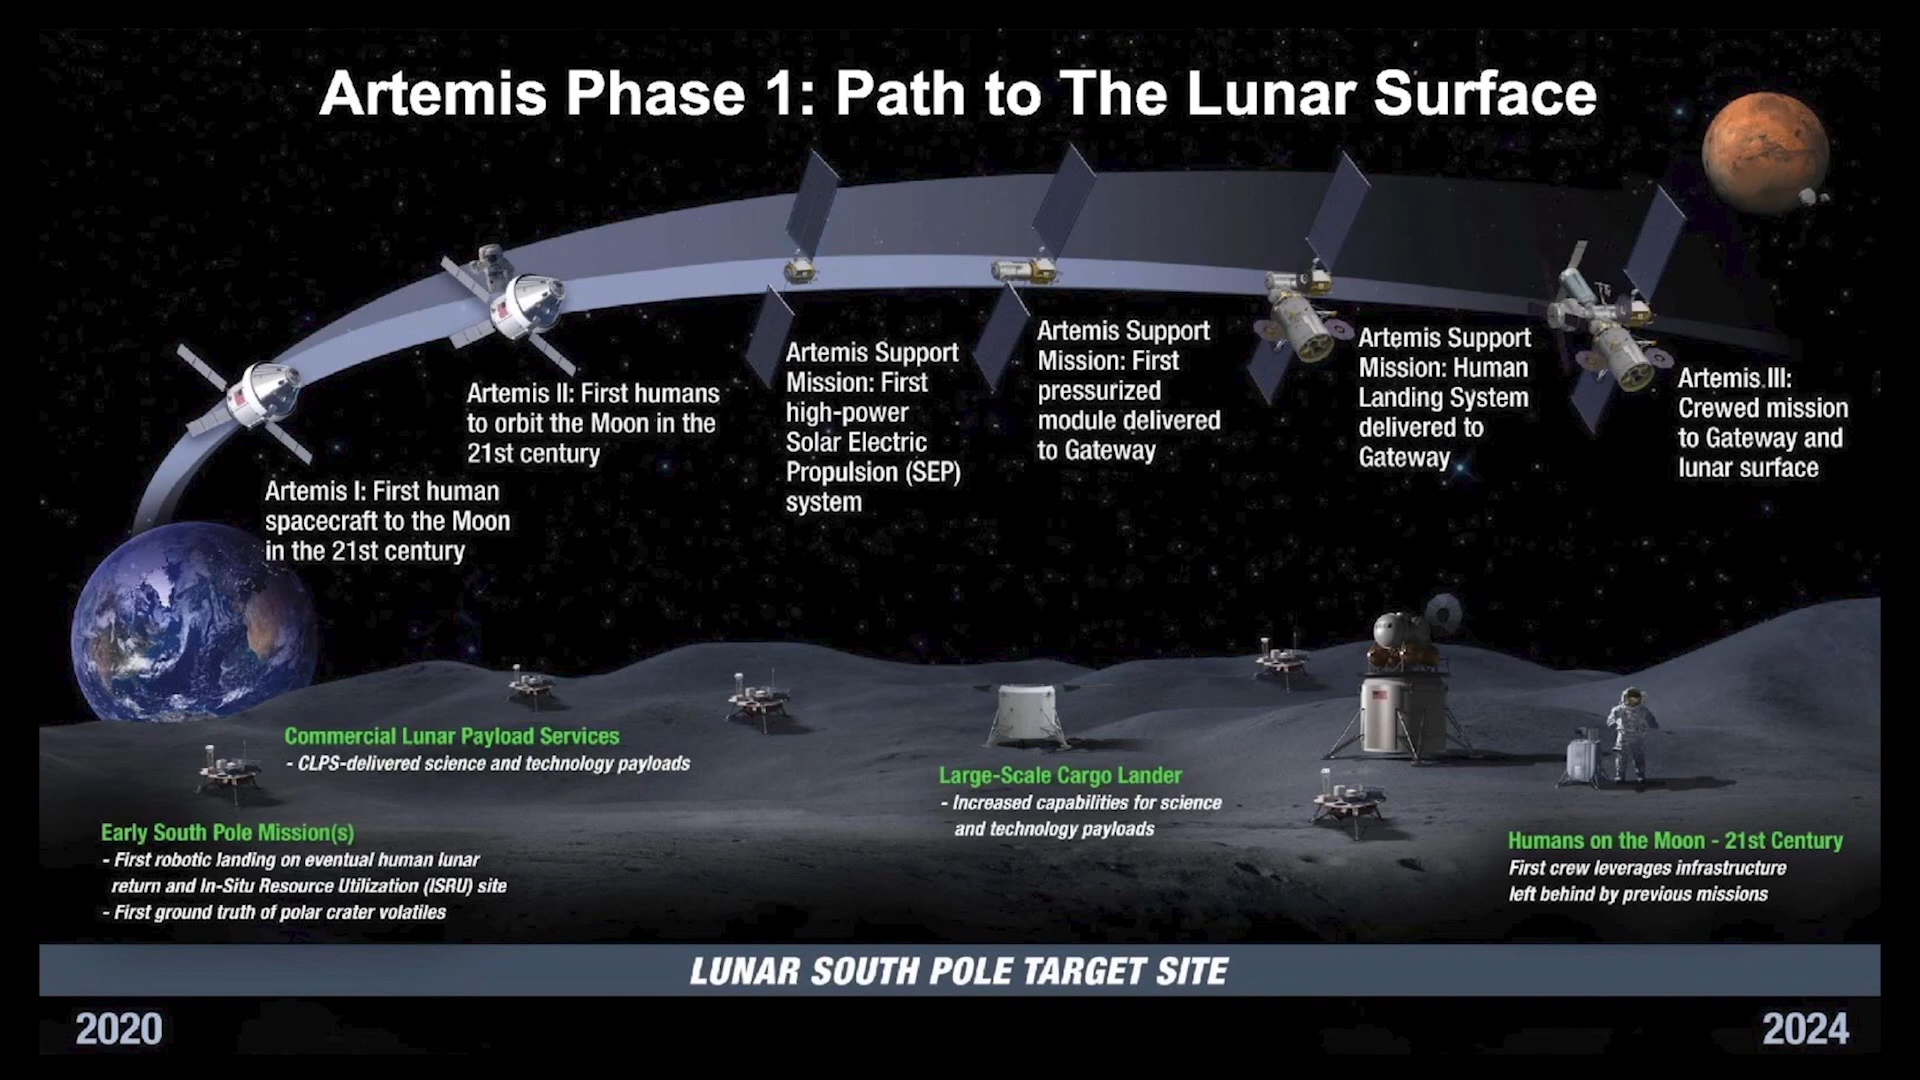 Artemis Phase 1: Path to The Lunar Surface
Artemis I: First human
spacecraft to the Moon
in the 21st century
Artemis II: First humans
to orbit the Moon in the
21st century
Artemis Support
Mission: First
high-power
Solar Electric
Propulsion (SEP)
system
Artemis Support
Mission: First
pressurized
module delivered
to Gateway
Artemis Support
Mission: Human
Landing System
delivered to
Gateway
Artemis III:
Crewed mission
to Gateway and
lunar surface
Commercial Lunar Payload Services
- CLPS-delivered science and technology payloads
Early South Pole Mission(s)
- First robotic landing on eventual human lunar
return and In-Situ Resource Utilization (ISRU) site
- First ground truth of polar crater volatiles
Large-Scale Cargo Lander
- Increased capabilities for science
and technology payloads
Humans on the Moon - 21st Century
First crew leverages infrastructure
left behind by previous missions
LUNAR SOUTH POLE TARGET SITE
2020
2024